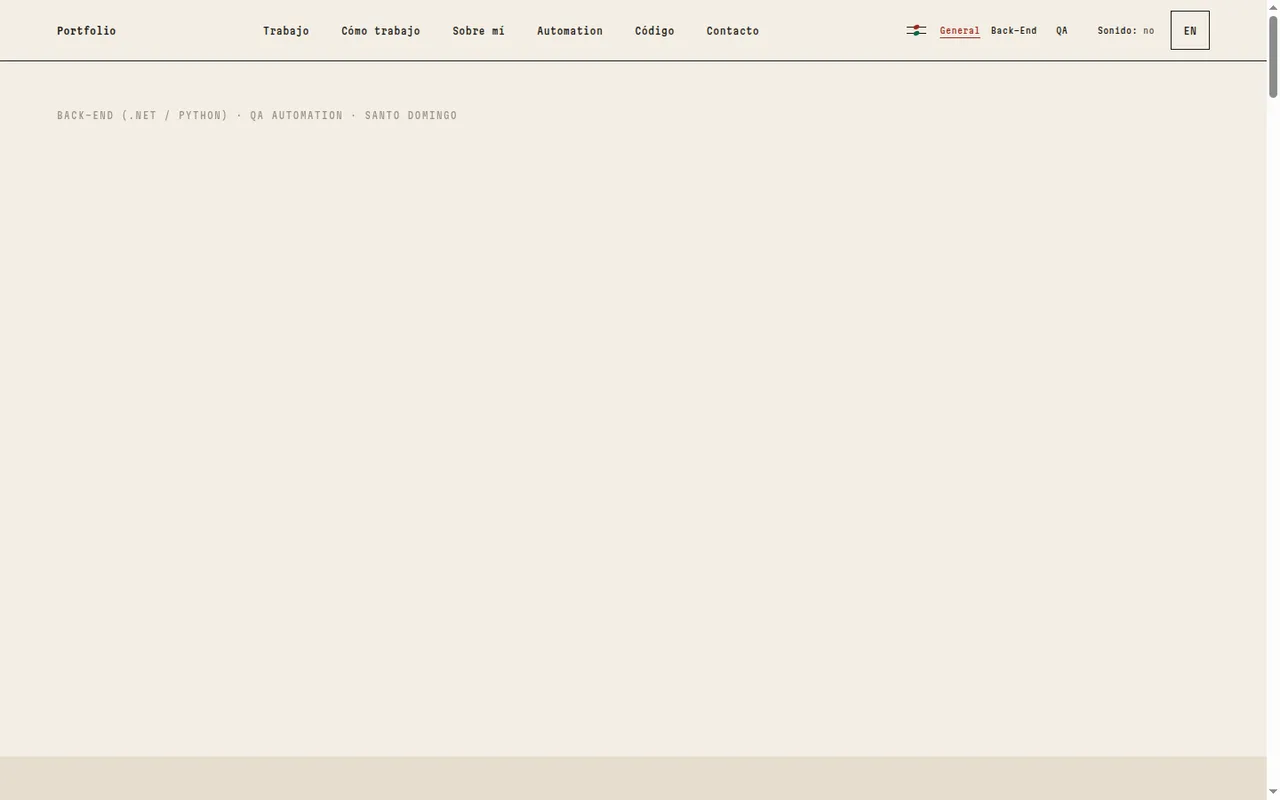 Portfolio Trabajo Cómo trabajo Sobre mí Automation Código Contacto General Back-End QA Sonido: no EN
BACK-END (.NET / PYTHON) · QA AUTOMATION · SANTO DOMINGO